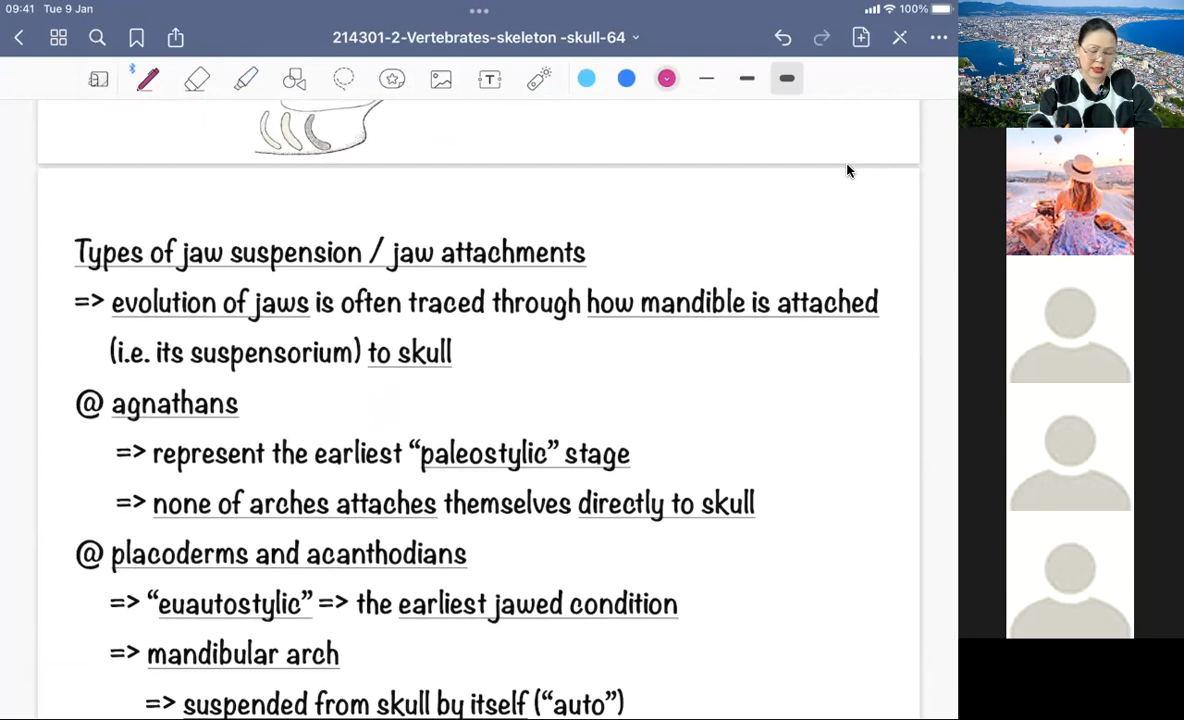 09:41 Tue 9 Jan
100%
214301-2-Vertebrates-skeleton -skull-64
T
Types of jaw suspension / jaw attachments
=> evolution of jaws is often traced through how mandible is attached
(i.e. its suspensorium) to skull
@ agnathans
=> represent the earliest “paleostylic” stage
=> none of arches attaches themselves directly to skull
@ placoderms and acanthodians
=> “euautostylic” => the earliest jawed condition
=> mandibular arch
=> suspended from skull by itself (“auto”)